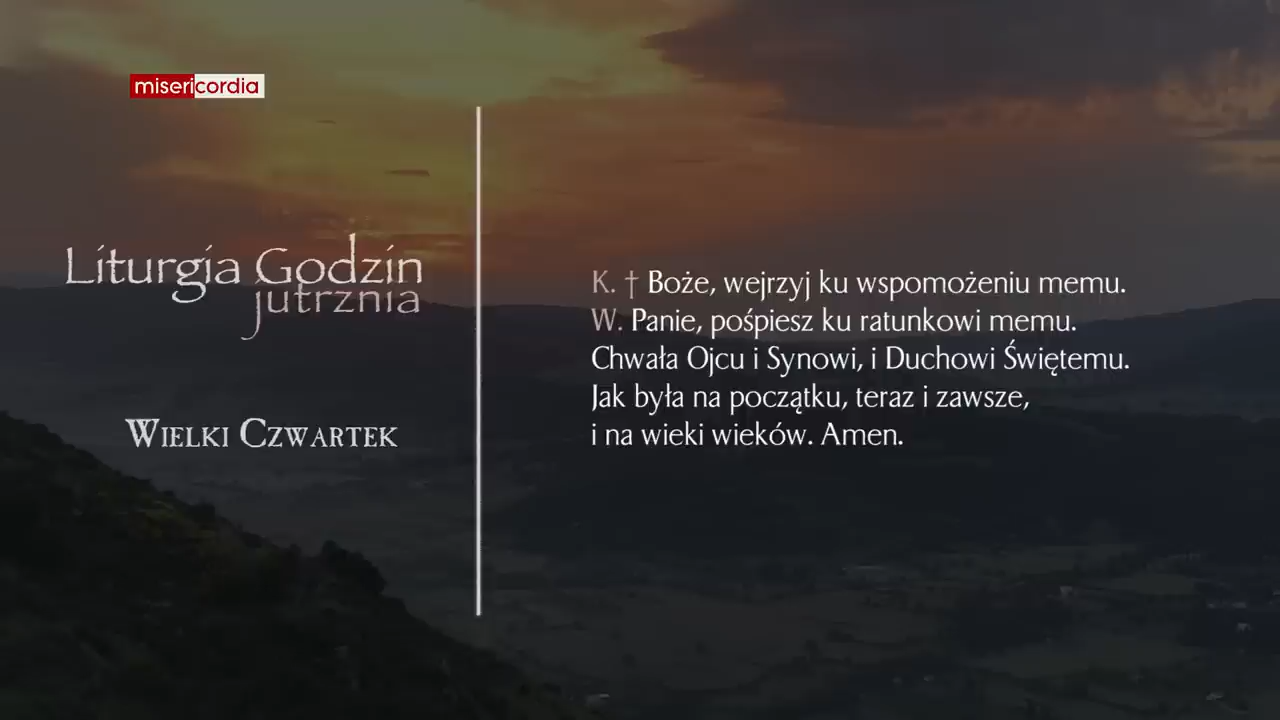 misericordia
Liturgia Godzin
jutrznia
Wielki Czwartek
K. † Boże, wejrzyj ku wspomożeniu memu.
W. Panie, pośpiesz ku ratunkowi memu.
Chwała Ojcu i Synowi, i Duchowi Świętemu.
Jak była na początku, teraz i zawsze,
i na wieki wieków. Amen.